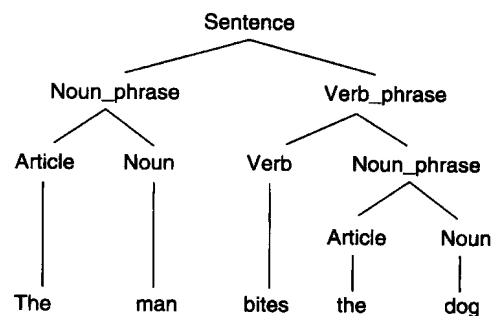 Sentence
Noun_phrase Verb_phrase
Article Noun Verb Noun_phrase
Article Noun
The man bites the dog